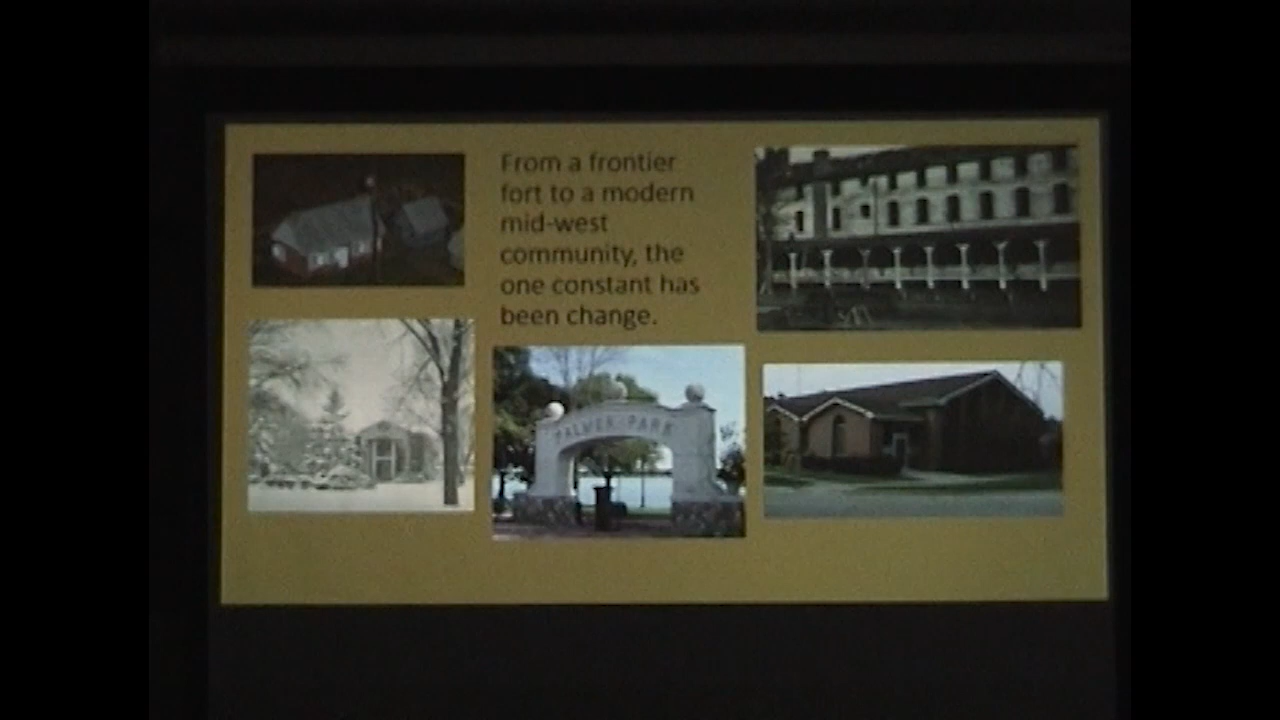 From a frontier
fort to a modern
mid-west
community, the
one constant has
been change.
PALMER PARK